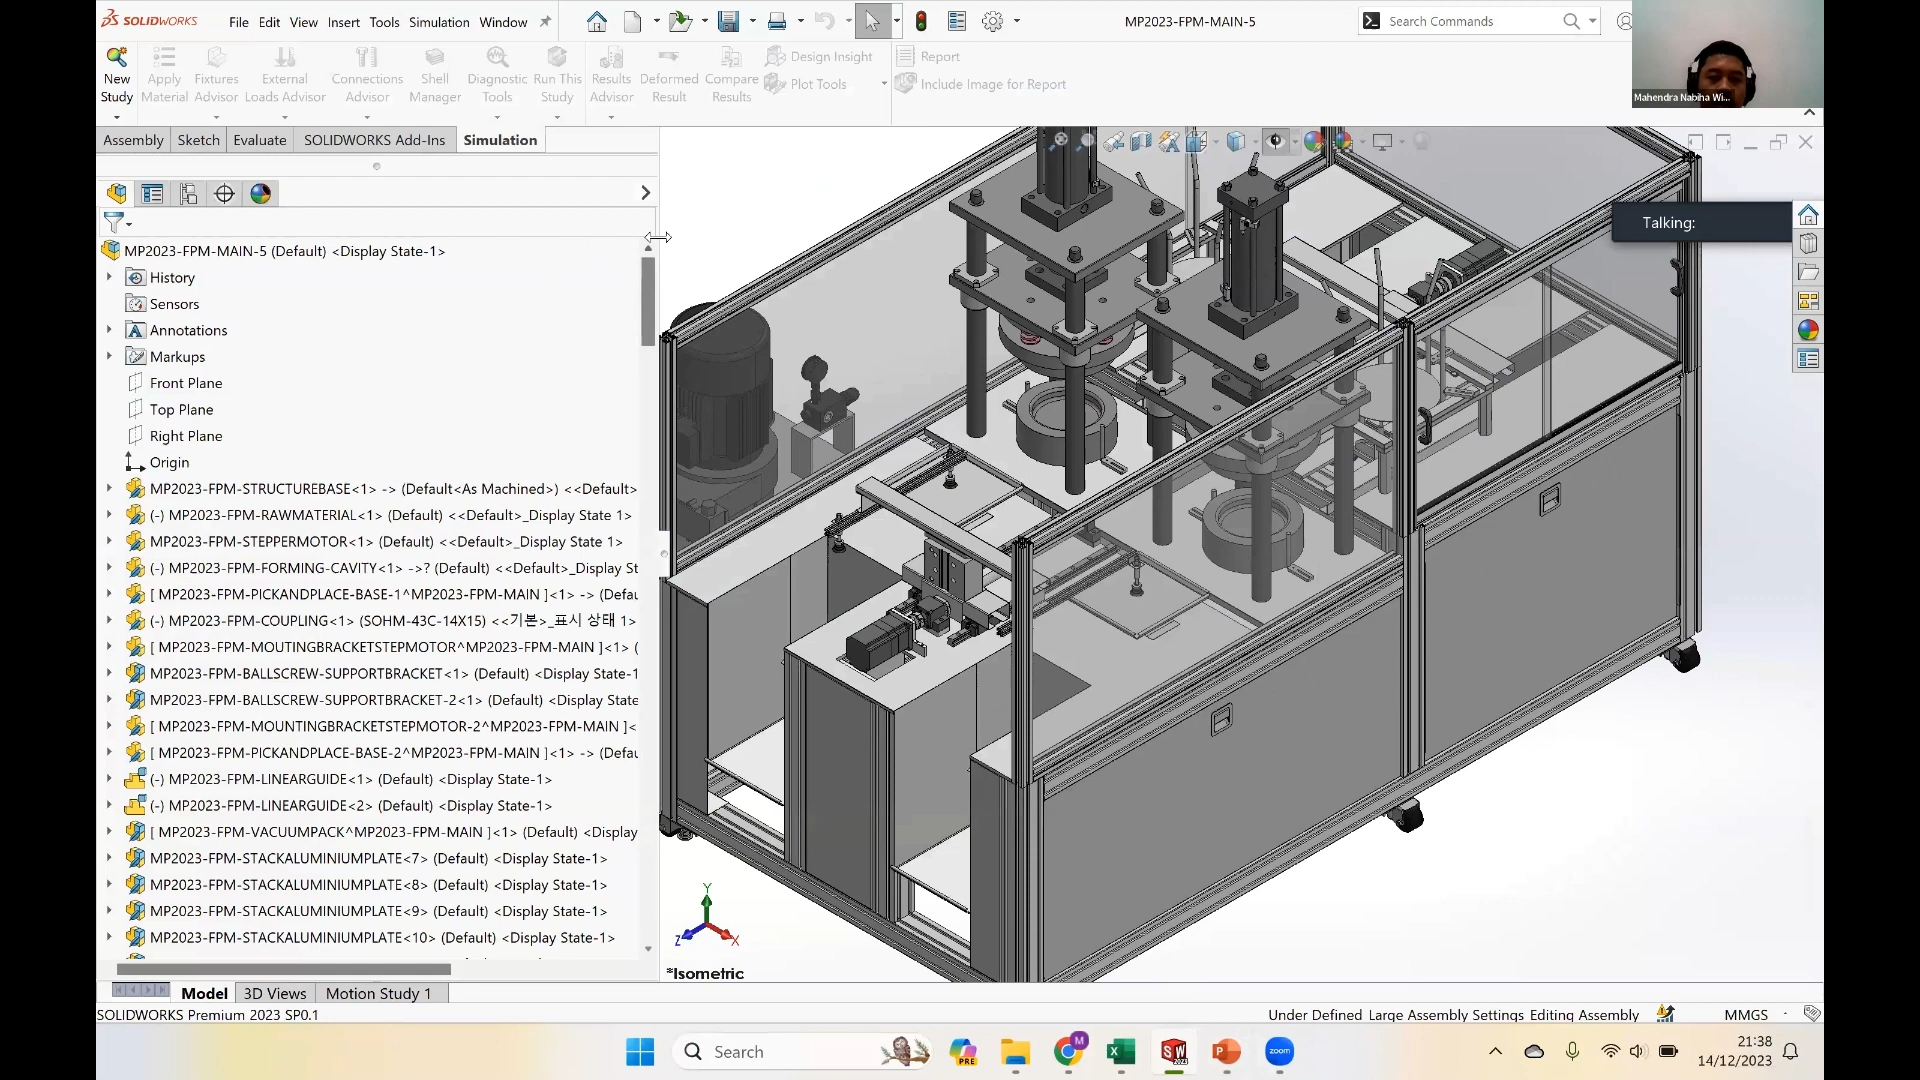 SOLIDWORKS
File Edit View Insert Tools Simulation Window
MP2023-FPM-MAIN-5
Search Commands
New Study
Apply Material
Fixtures Advisor
External Loads Advisor
Connections Advisor
Shell Manager
Diagnostic Tools
Run This Study
Results Advisor
Deformed Result
Compare Results
Design Insight
Plot Tools
Report
Include Image for Report
Mahendra Nabiha Wi...
Assembly Sketch Evaluate SOLIDWORKS Add-Ins Simulation
Talking:
MP2023-FPM-MAIN-5 (Default) <Display State-1>
History
Sensors
Annotations
Markups
Front Plane
Top Plane
Right Plane
Origin
MP2023-FPM-STRUCTUREBASE<1> -> (Default<As Machined>) <<Default>
(-) MP2023-FPM-RAWMATERIAL<1> (Default) <<Default>_Display State 1>
MP2023-FPM-STEPPERMOTOR<1> (Default) <<Default>_Display State 1>
(-) MP2023-FPM-FORMING-CAVITY<1> ->? (Default) <<Default>_Display St
[ MP2023-FPM-PICKANDPLACE-BASE-1^MP2023-FPM-MAIN ]<1> -> (Defau
(-) MP2023-FPM-COUPLING<1> (SOHM-43C-14X15) <<기본>_표시 상태 1>
[ MP2023-FPM-MOUTINGBRACKETSTEPMOTOR^MP2023-FPM-MAIN ]<1> (
MP2023-FPM-BALLSCREW-SUPPORTBRACKET<1> (Default) <Display State-1
MP2023-FPM-BALLSCREW-SUPPORTBRACKET-2<1> (Default) <Display State
[ MP2023-FPM-MOUNTINGBRACKETSTEPMOTOR-2^MP2023-FPM-MAIN ]<
[ MP2023-FPM-PICKANDPLACE-BASE-2^MP2023-FPM-MAIN ]<1> -> (Defau
(-) MP2023-FPM-LINEARGUIDE<1> (Default) <Display State-1>
(-) MP2023-FPM-LINEARGUIDE<2> (Default) <Display State-1>
[ MP2023-FPM-VACUUMPACK^MP2023-FPM-MAIN ]<1> (Default) <Display
MP2023-FPM-STACKALUMINIUMPLATE<7> (Default) <Display State-1>
MP2023-FPM-STACKALUMINIUMPLATE<8> (Default) <Display State-1>
MP2023-FPM-STACKALUMINIUMPLATE<9> (Default) <Display State-1>
MP2023-FPM-STACKALUMINIUMPLATE<10> (Default) <Display State-1>
Y
Z X
*Isometric
Model 3D Views Motion Study 1
SOLIDWORKS Premium 2023 SP0.1
Under Defined Large Assembly Settings Editing Assembly MMGS
Search
PRE
M
zoom
21:38
14/12/2023